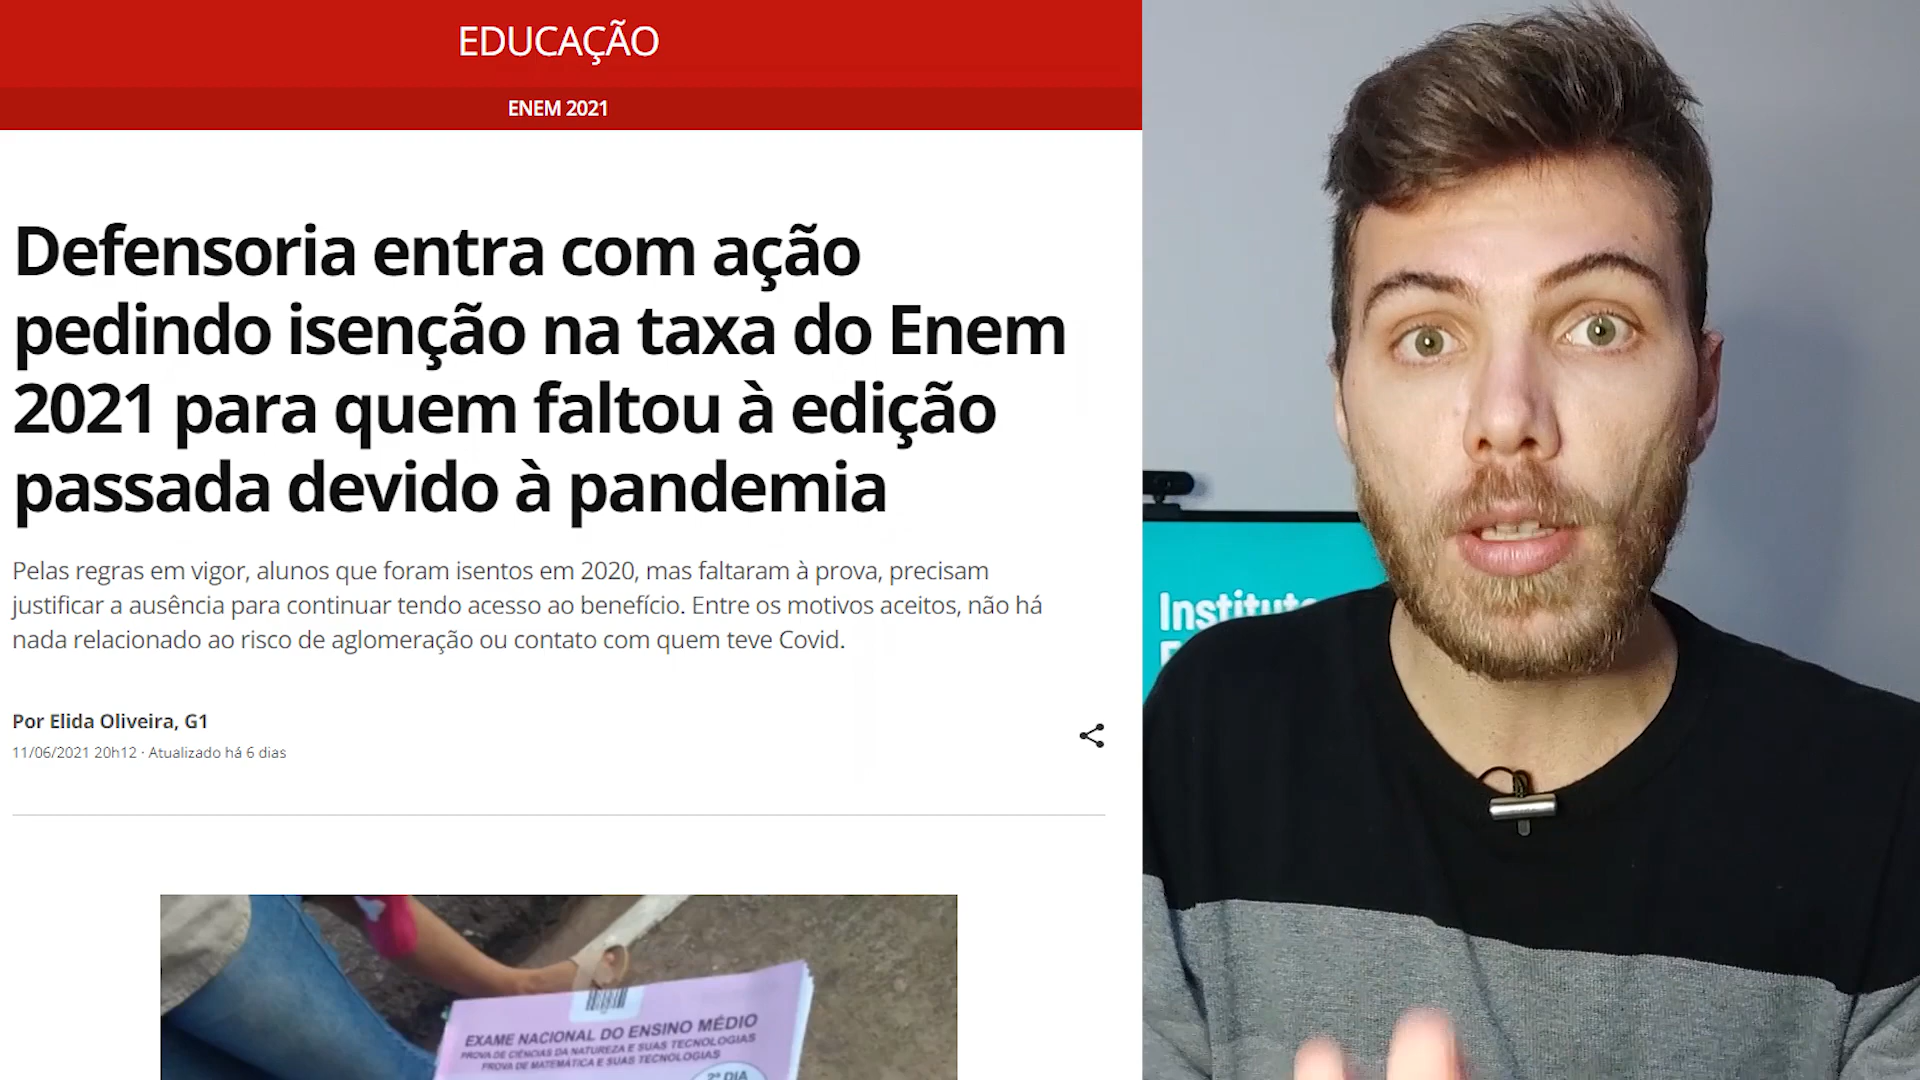 EDUCAÇÃO
ENEM 2021
Defensoria entra com ação
pedindo isenção na taxa do Enem
2021 para quem faltou à edição
passada devido à pandemia
Pelas regras em vigor, alunos que foram isentos em 2020, mas faltaram à prova, precisam
justificar a ausência para continuar tendo acesso ao benefício. Entre os motivos aceitos, não há
nada relacionado ao risco de aglomeração ou contato com quem teve Covid.
Por Elida Oliveira, G1
11/06/2021 20h12 · Atualizado há 6 dias
EXAME NACIONAL DO ENSINO MÉDIO
PROVA DE CIÊNCIAS DA NATUREZA E SUAS TECNOLOGIAS
PROVA DE MATEMÁTICA E SUAS TECNOLOGIAS
2º DIA